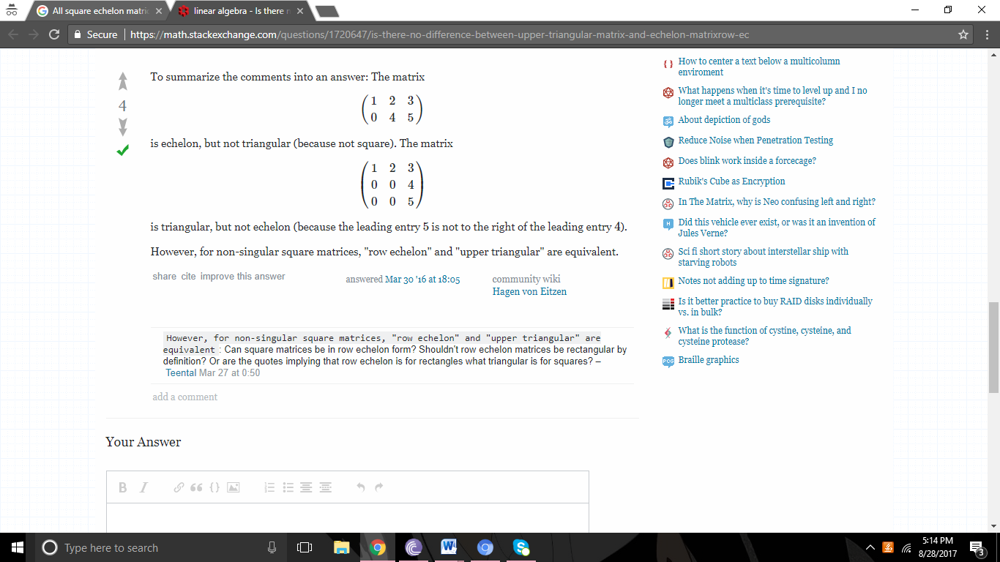 All square echelon matri
linear algebra - Is there n
Secure
https://math.stackexchange.com/questions/1720647/is-there-no-difference-between-upper-triangular-matrix-and-echelon-matrixrow-ec
To summarize the comments into an answer: The matrix
1 2 3
0 4 5
4
is echelon, but not triangular (because not square). The matrix
1 2 3
0 0 4
0 0 5
is triangular, but not echelon (because the leading entry 5 is not to the right of the leading entry 4).
However, for non-singular square matrices, "row echelon" and "upper triangular" are equivalent.
share cite improve this answer
answered Mar 30 '16 at 18:05
community wiki
Hagen von Eitzen
However, for non-singular square matrices, "row echelon" and "upper triangular" are
equivalent : Can square matrices be in row echelon form? Shouldn't row echelon matrices be rectangular by
definition? Or are the quotes implying that row echelon is for rectangles what triangular is for squares? –
Teental Mar 27 at 0:50
add a comment
Your Answer
B I
How to center a text below a multicolumn
enviroment
What happens when it's time to level up and I no
longer meet a multiclass prerequisite?
About depiction of gods
Reduce Noise when Penetration Testing
Does blink work inside a forcecage?
Rubik's Cube as Encryption
In The Matrix, why is Neo confusing left and right?
H
Did this vehicle ever exist, or was it an invention of
Jules Verne?
Sci fi short story about interstellar ship with
starving robots
Notes not adding up to time signature?
Is it better practice to buy RAID disks individually
vs. in bulk?
What is the function of cystine, cysteine, and
cysteine protease?
PCG
Braille graphics
Type here to search
5:14 PM
8/28/2017
3